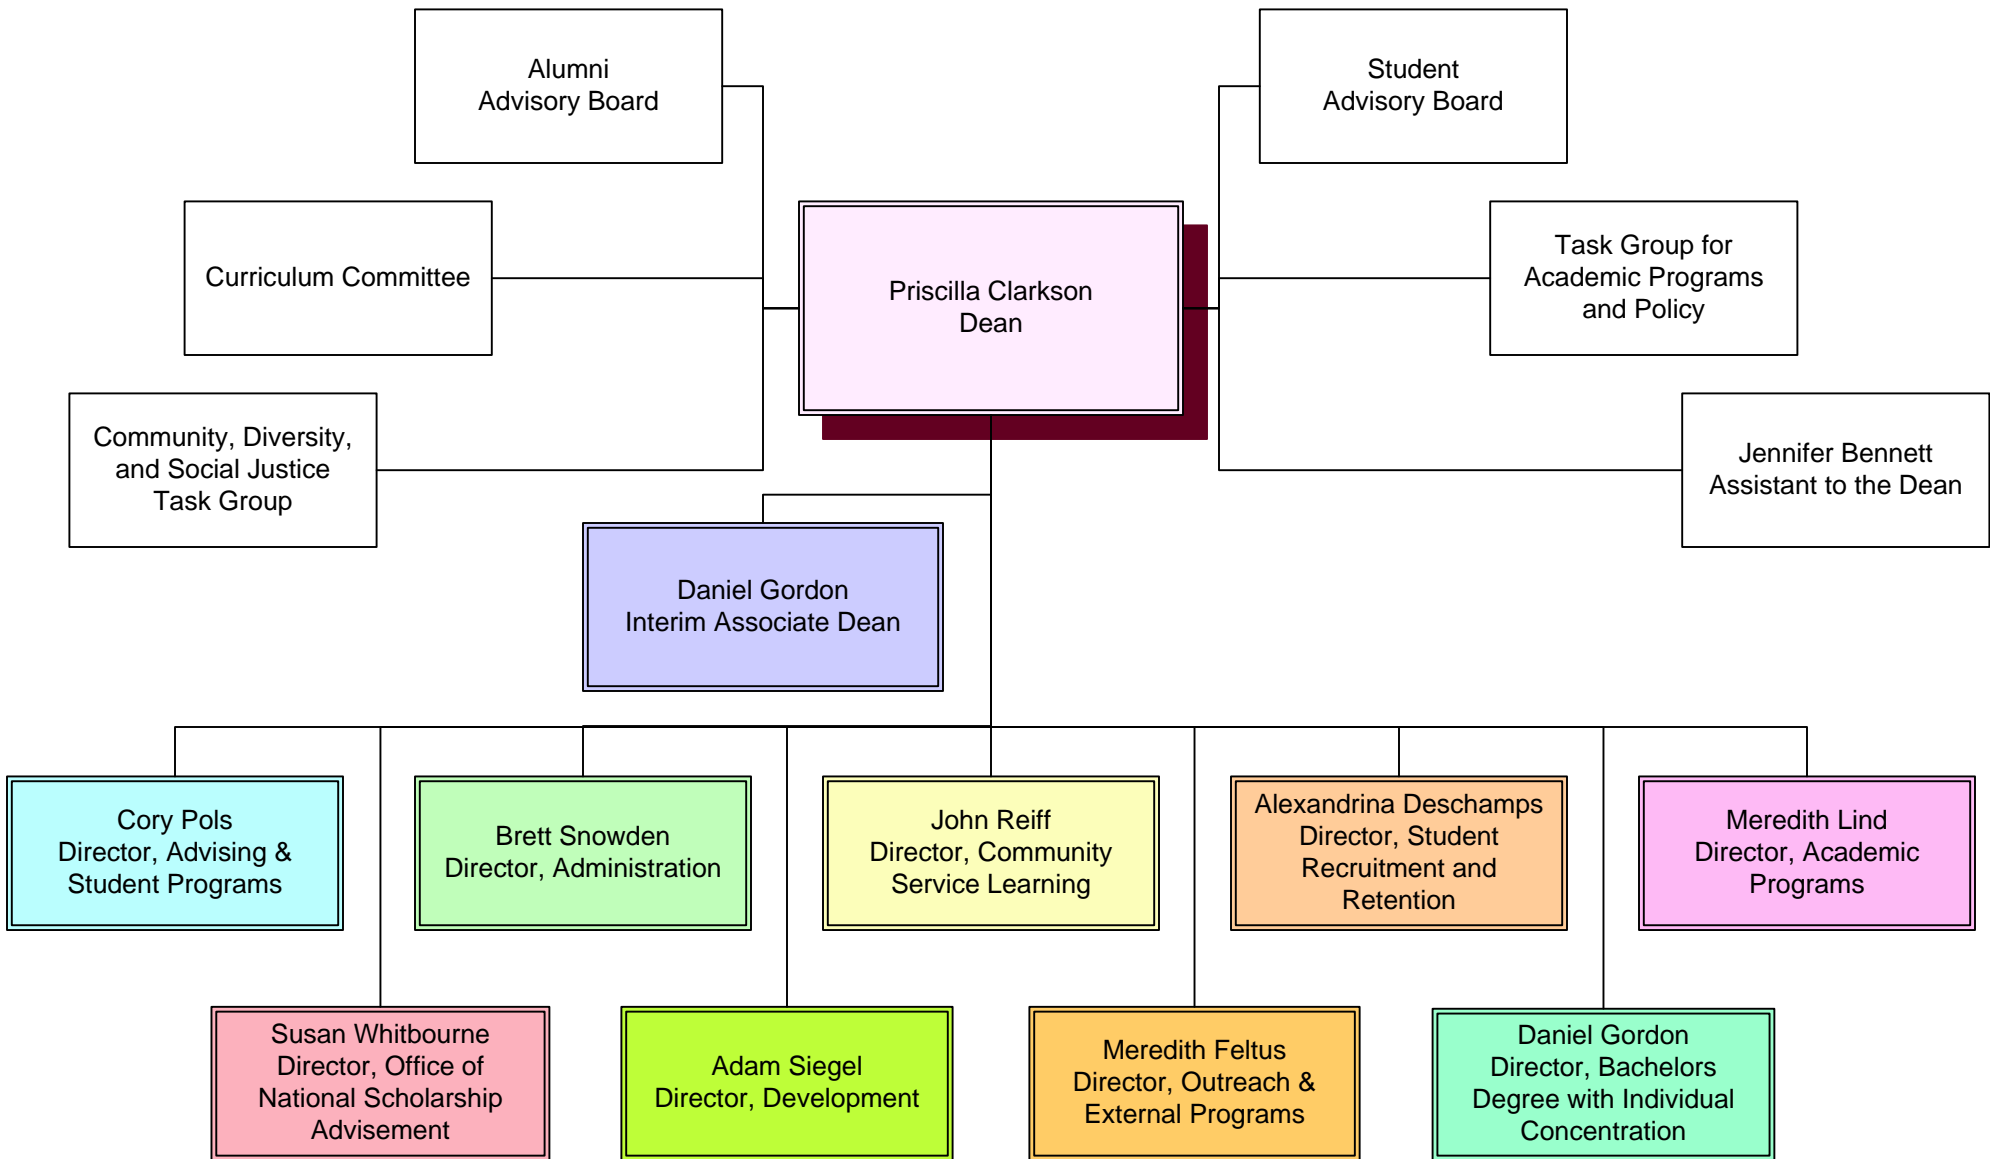 Alumni
Advisory Board
Student
Advisory Board
Curriculum Committee
Priscilla Clarkson
Dean
Task Group for
Academic Programs
and Policy
Community, Diversity,
and Social Justice
Task Group
Jennifer Bennett
Assistant to the Dean
Daniel Gordon
Interim Associate Dean
Cory Pols
Director, Advising &
Student Programs
Brett Snowden
Director, Administration
John Reiff
Director, Community
Service Learning
Alexandrina Deschamps
Director, Student
Recruitment and
Retention
Meredith Lind
Director, Academic
Programs
Susan Whitbourne
Director, Office of
National Scholarship
Advisement
Adam Siegel
Director, Development
Meredith Feltus
Director, Outreach &
External Programs
Daniel Gordon
Director, Bachelors
Degree with Individual
Concentration